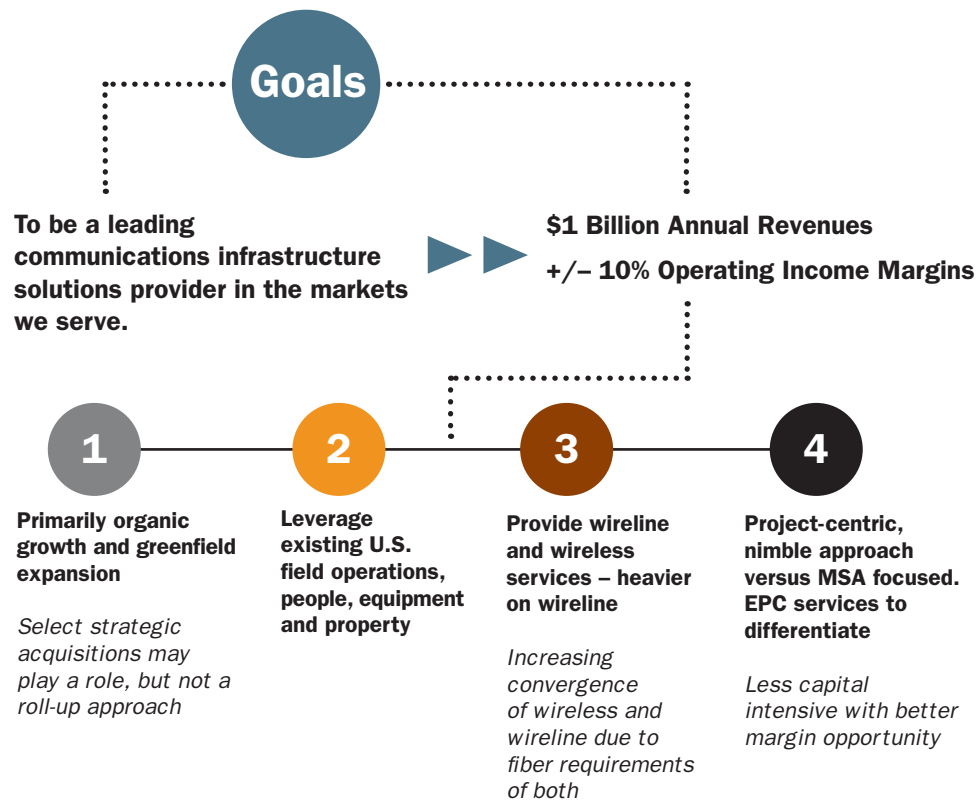 Goals
To be a leading
communications infrastructure
solutions provider in the markets
we serve.
$1 Billion Annual Revenues
+/– 10% Operating Income Margins
1
Primarily organic
growth and greenfield
expansion
Select strategic
acquisitions may
play a role, but not a
roll-up approach
2
Leverage
existing U.S.
field operations,
people, equipment
and property
3
Provide wireline
and wireless
services – heavier
on wireline
Increasing
convergence
of wireless and
wireline due to
fiber requirements
of both
4
Project-centric,
nimble approach
versus MSA focused.
EPC services to
differentiate
Less capital
intensive with better
margin opportunity